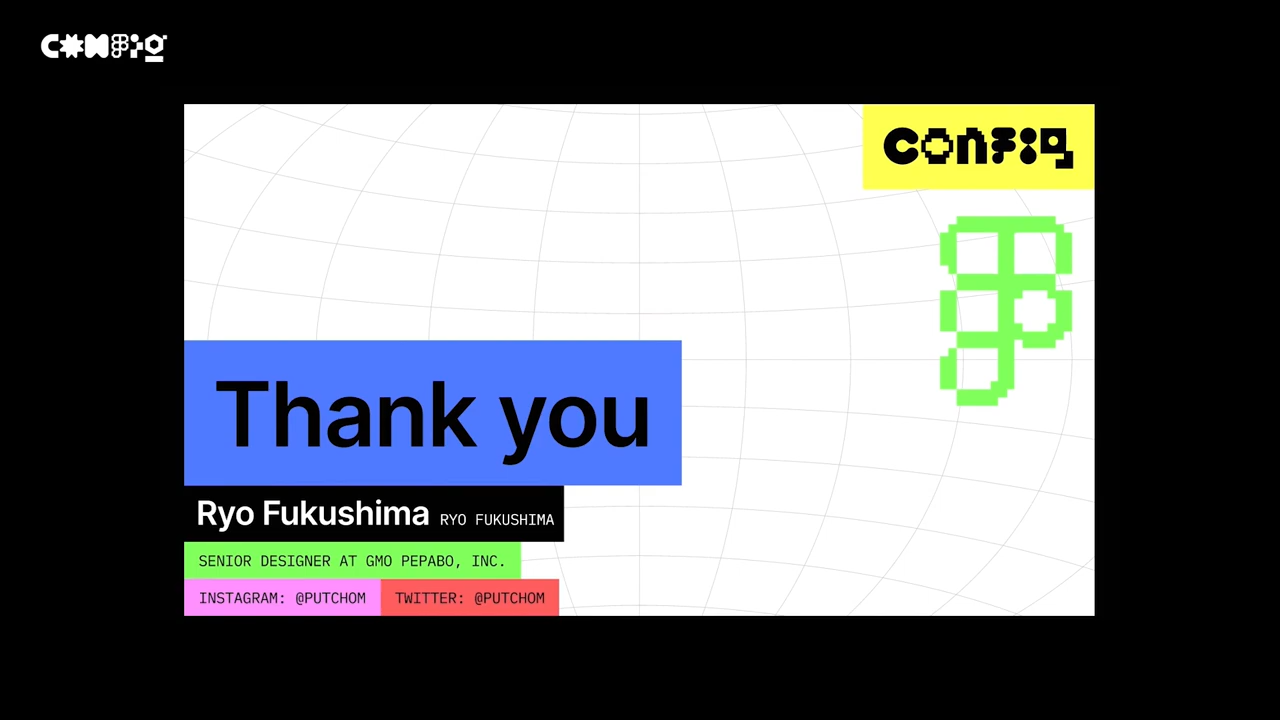 CONFIG
Config
Thank you
Ryo Fukushima RYO FUKUSHIMA
SENIOR DESIGNER AT GMO PEPABO, INC.
INSTAGRAM: @PUTCHOM TWITTER: @PUTCHOM